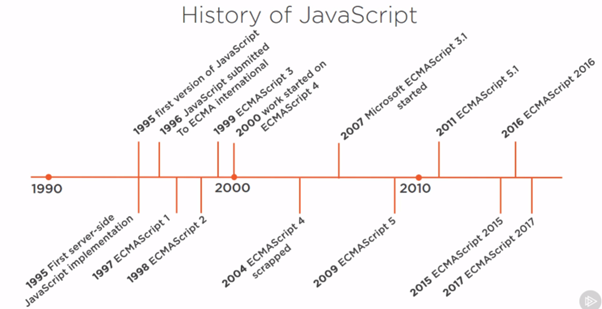 History of JavaScript
1995 first version of JavaScript
1996 JavaScript submitted
To ECMA international
1999 ECMAScript 3
2000 work started on
ECMAScript 4
2007 Microsoft ECMAScript 3.1
started
2011 ECMAScript 5.1
2016 ECMAScript 2016
1990
2000
2010
1995 First server-side
JavaScript implementation
1997 ECMAScript 1
1998 ECMAScript 2
2004 ECMAScript 4
scrapped
2009 ECMAScript 5
2015 ECMAScript 2015
2017 ECMAScript 2017